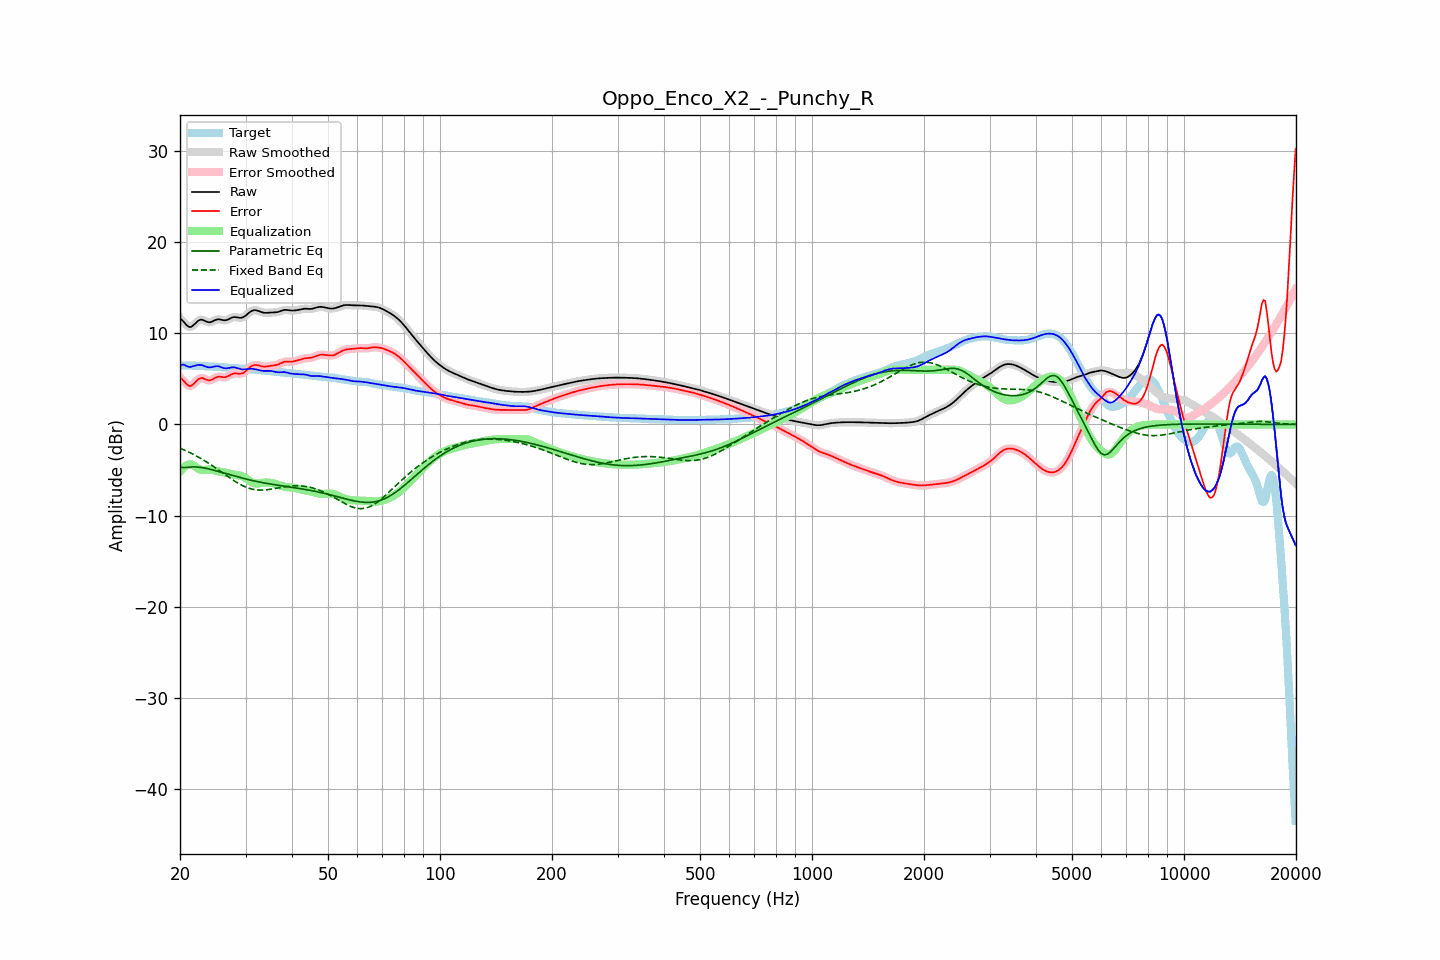 Oppo_Enco_X2_-_Punchy_R
Target
Raw Smoothed
Error Smoothed
Raw
Error
Equalization
Parametric Eq
Fixed Band Eq
Equalized
30
20
10
0
−10
−20
−30
−40
Amplitude (dBr)
20 50 100 200 500 1000 2000 5000 10000 20000
Frequency (Hz)